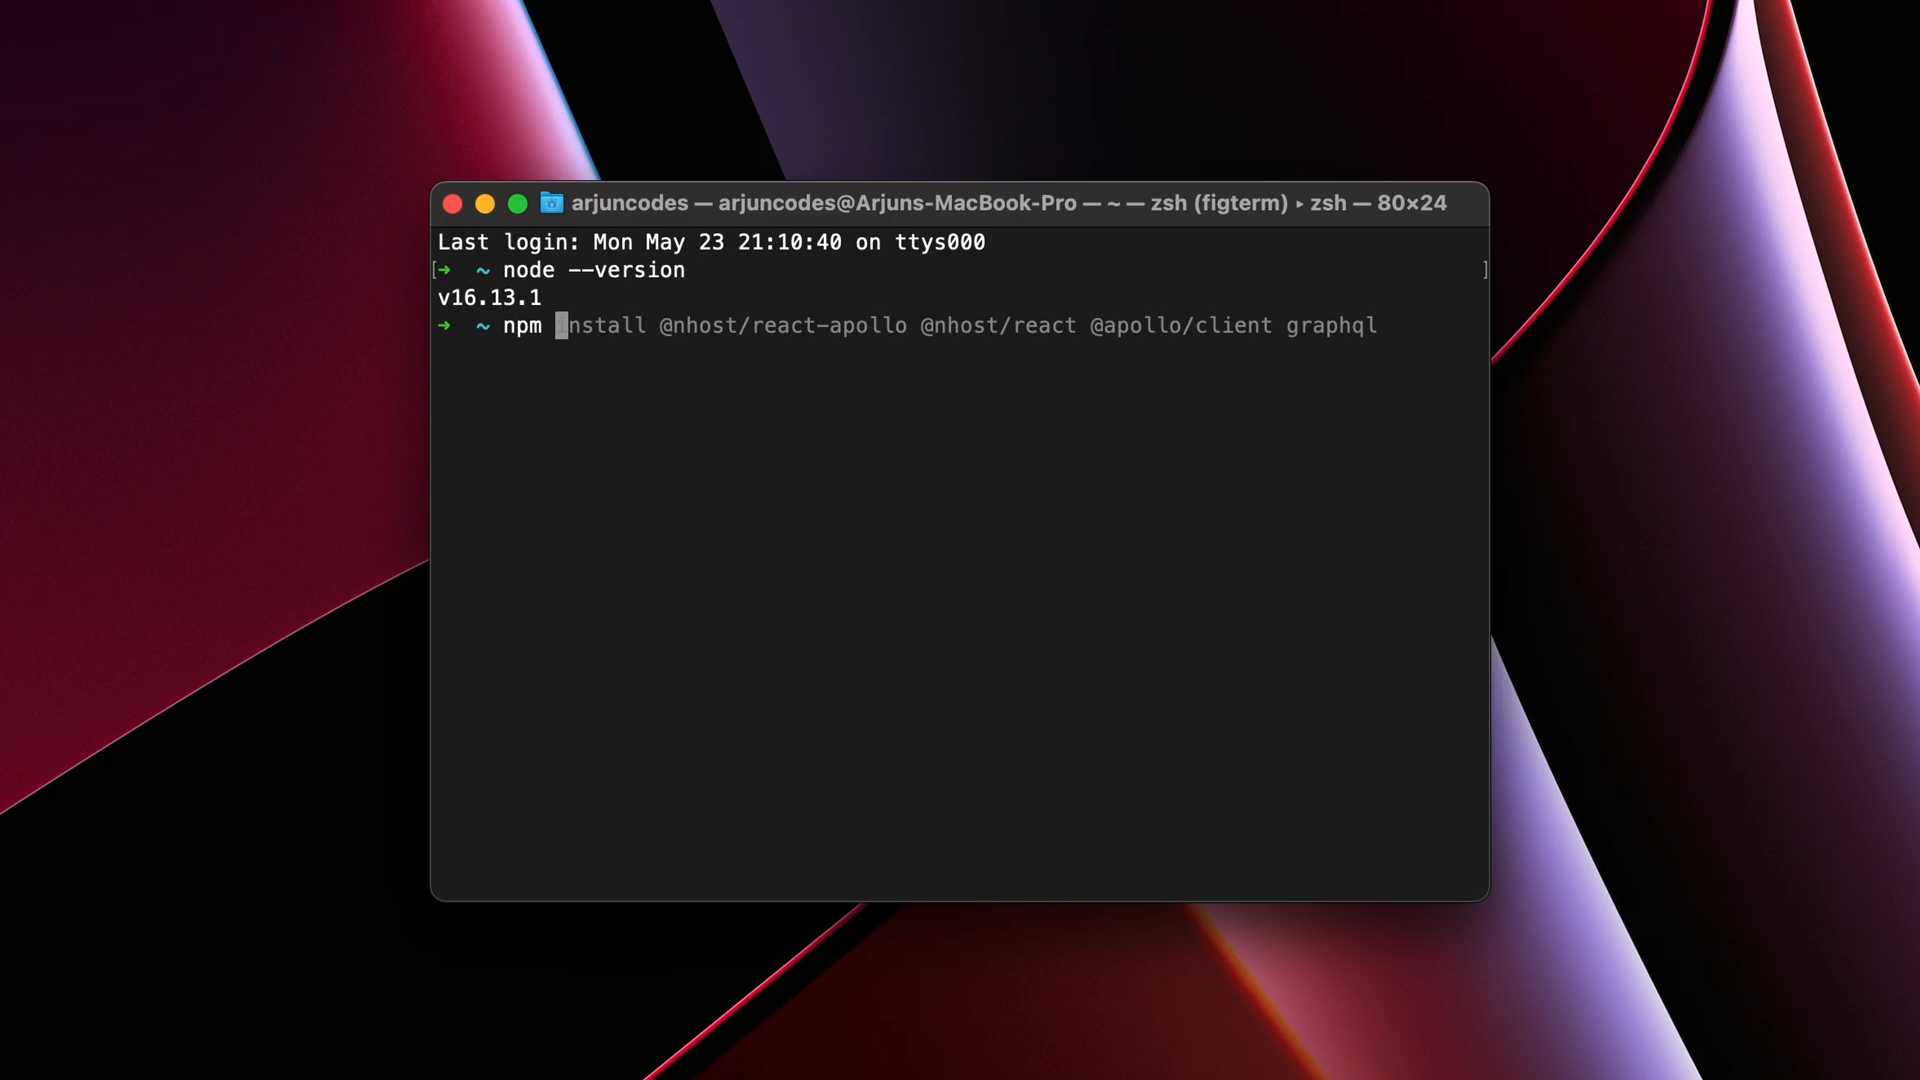 arjuncodes — arjuncodes@Arjuns-MacBook-Pro — ~ — zsh (figterm) ▸ zsh — 80×24
Last login: Mon May 23 21:10:40 on ttys000
[➜  ~ node --version ]
v16.13.1
➜  ~ npm install @nhost/react-apollo @nhost/react @apollo/client graphql